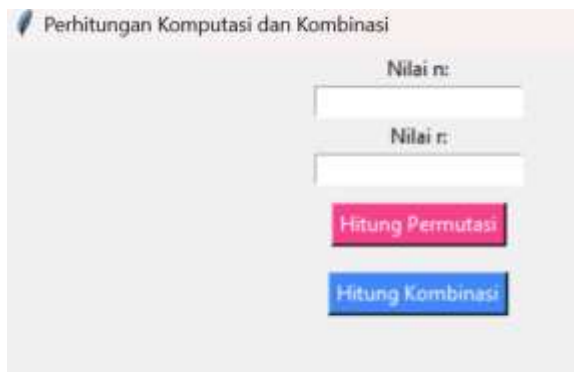 Perhitungan Komputasi dan Kombinasi
Nilai n:
Nilai r:
Hitung Permutasi
Hitung Kombinasi